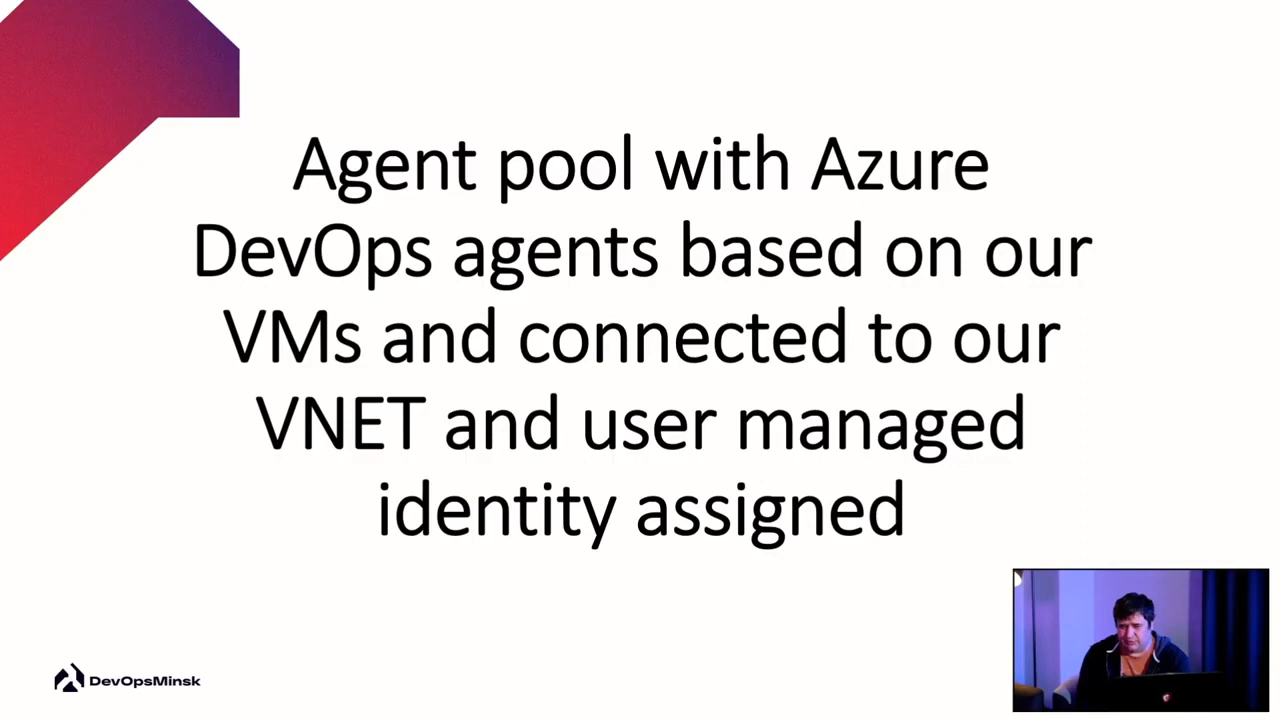 Agent pool with Azure
DevOps agents based on our
VMs and connected to our
VNET and user managed
identity assigned
DevOpsMinsk